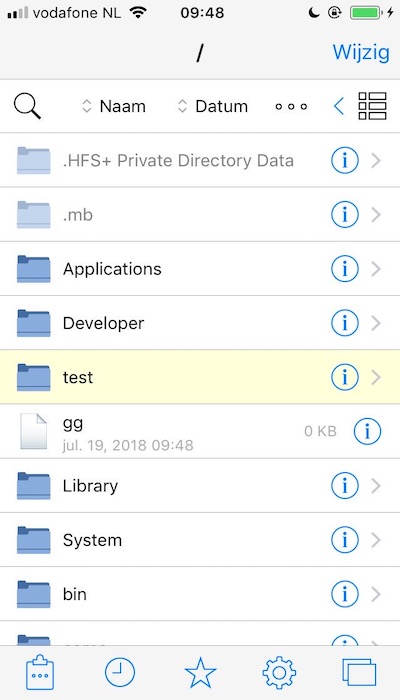 vodafone NL 09:48
/ Wijzig
Naam Datum
.HFS+ Private Directory Data
.mb
Applications
Developer
test
gg
0 KB
jul. 19, 2018 09:48
Library
System
bin